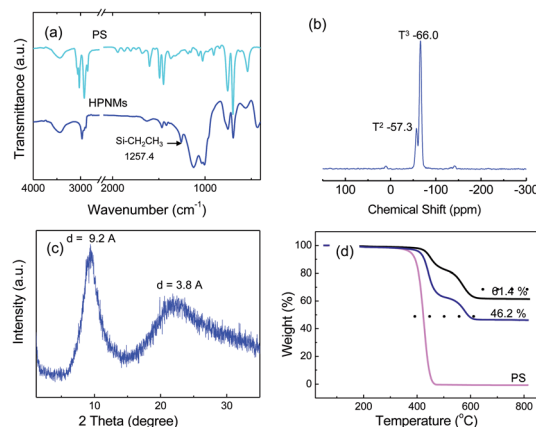 (a)
PS
HPNMs
Si-CH₂CH₃
1257.4
Transmittance (a.u.)
4000 3000 2000 1000
Wavenumber (cm⁻¹)
(b)
T³ -66.0
T² -57.3
100 0 -100 -200 -300
Chemical Shift (ppm)
(c)
d = 9.2 A
d = 3.8 A
Intensity (a.u.)
10 20 30
2 Theta (degree)
(d)
61.4 %
46.2 %
PS
Weight (%)
100
80
60
40
20
0
200 400 600 800
Temperature (°C)